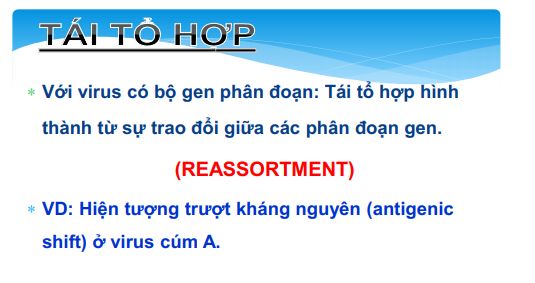 TÁI TỔ HỢP
* Với virus có bộ gen phân đoạn: Tái tổ hợp hình
thành từ sự trao đổi giữa các phân đoạn gen.
(REASSORTMENT)
* VD: Hiện tượng trượt kháng nguyên (antigenic
shift) ở virus cúm A.